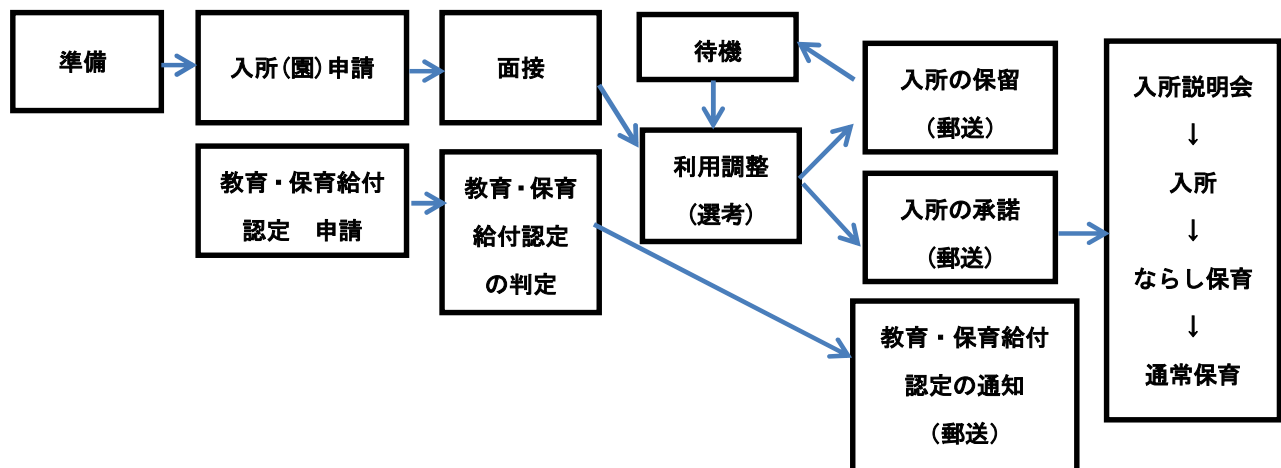 準備
入所(園)申請
面接
待機
入所の保留
(郵送)
入所説明会
↓
入所
↓
ならし保育
↓
通常保育
教育・保育給付
認定　申請
教育・保育
給付認定
の判定
利用調整
(選考)
入所の承諾
(郵送)
教育・保育給付
認定の通知
(郵送)